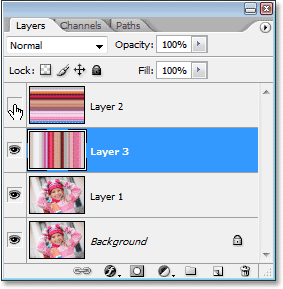 Layers Channels Paths
Normal Opacity: 100%
Lock: Fill: 100%
Layer 2
Layer 3
Layer 1
Background